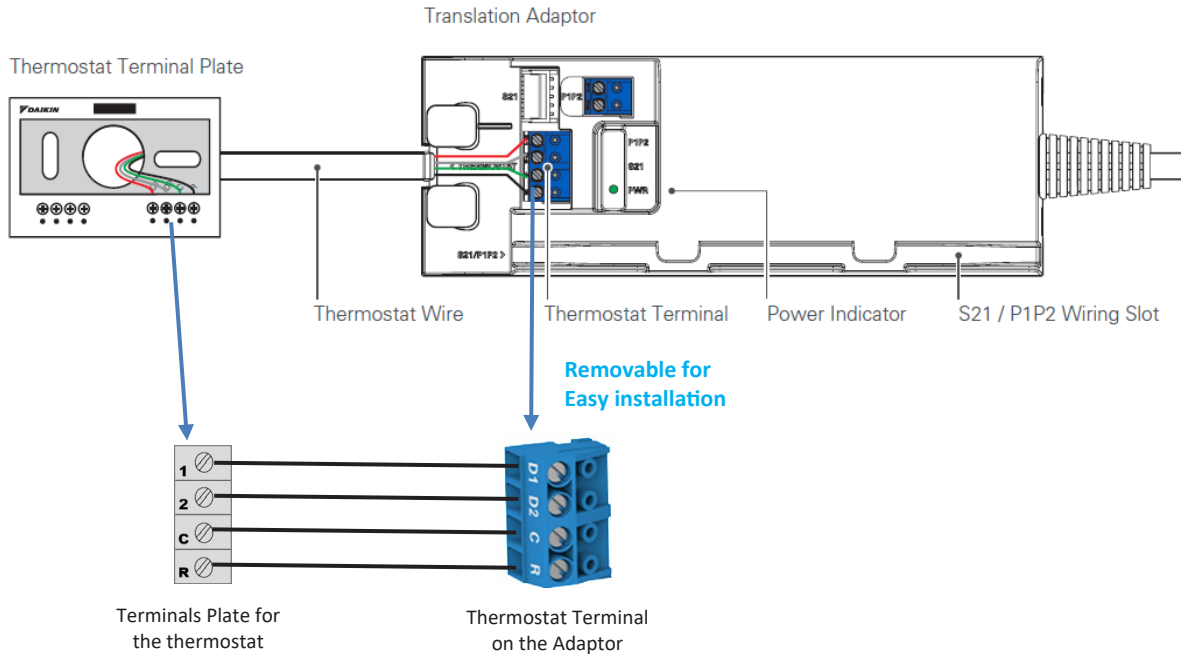 Translation Adaptor
Thermostat Terminal Plate
DAIKIN
S21
P1P2
P1P2
S21
PWR
THERMOSTAT
S21/P1P2 >
Thermostat Wire
Thermostat Terminal
Power Indicator
S21 / P1P2 Wiring Slot
Removable for
Easy installation
1
2
C
R
D1
D2
C
R
Terminals Plate for
the thermostat
Thermostat Terminal
on the Adaptor